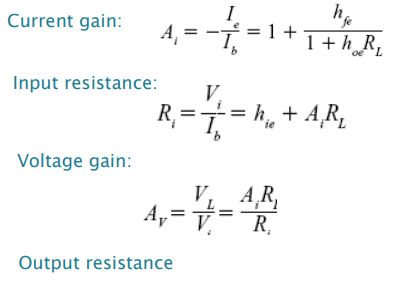 Current gain:
A_i = -I_e/I_b = 1 + h_fe/(1 + h_oe R_L)
Input resistance:
R_i = V_i/I_b = h_ie + A_i R_L
Voltage gain:
A_V = V_L/V_i = A_i R_l/R_i
Output resistance